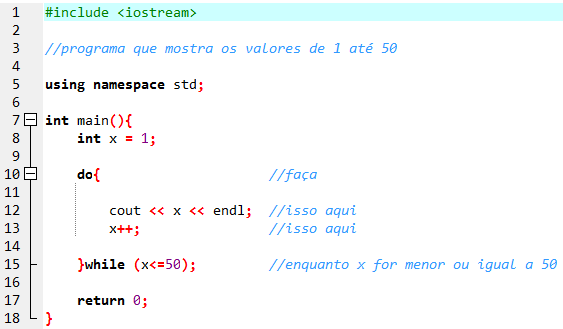 1 #include <iostream>
2
3 //programa que mostra os valores de 1 até 50
4
5 using namespace std;
6
7 int main(){
8 int x = 1;
9
10 do{ //faça
11
12 cout << x << endl; //isso aqui
13 x++; //isso aqui
14
15 }while (x<=50); //enquanto x for menor ou igual a 50
16
17 return 0;
18 }